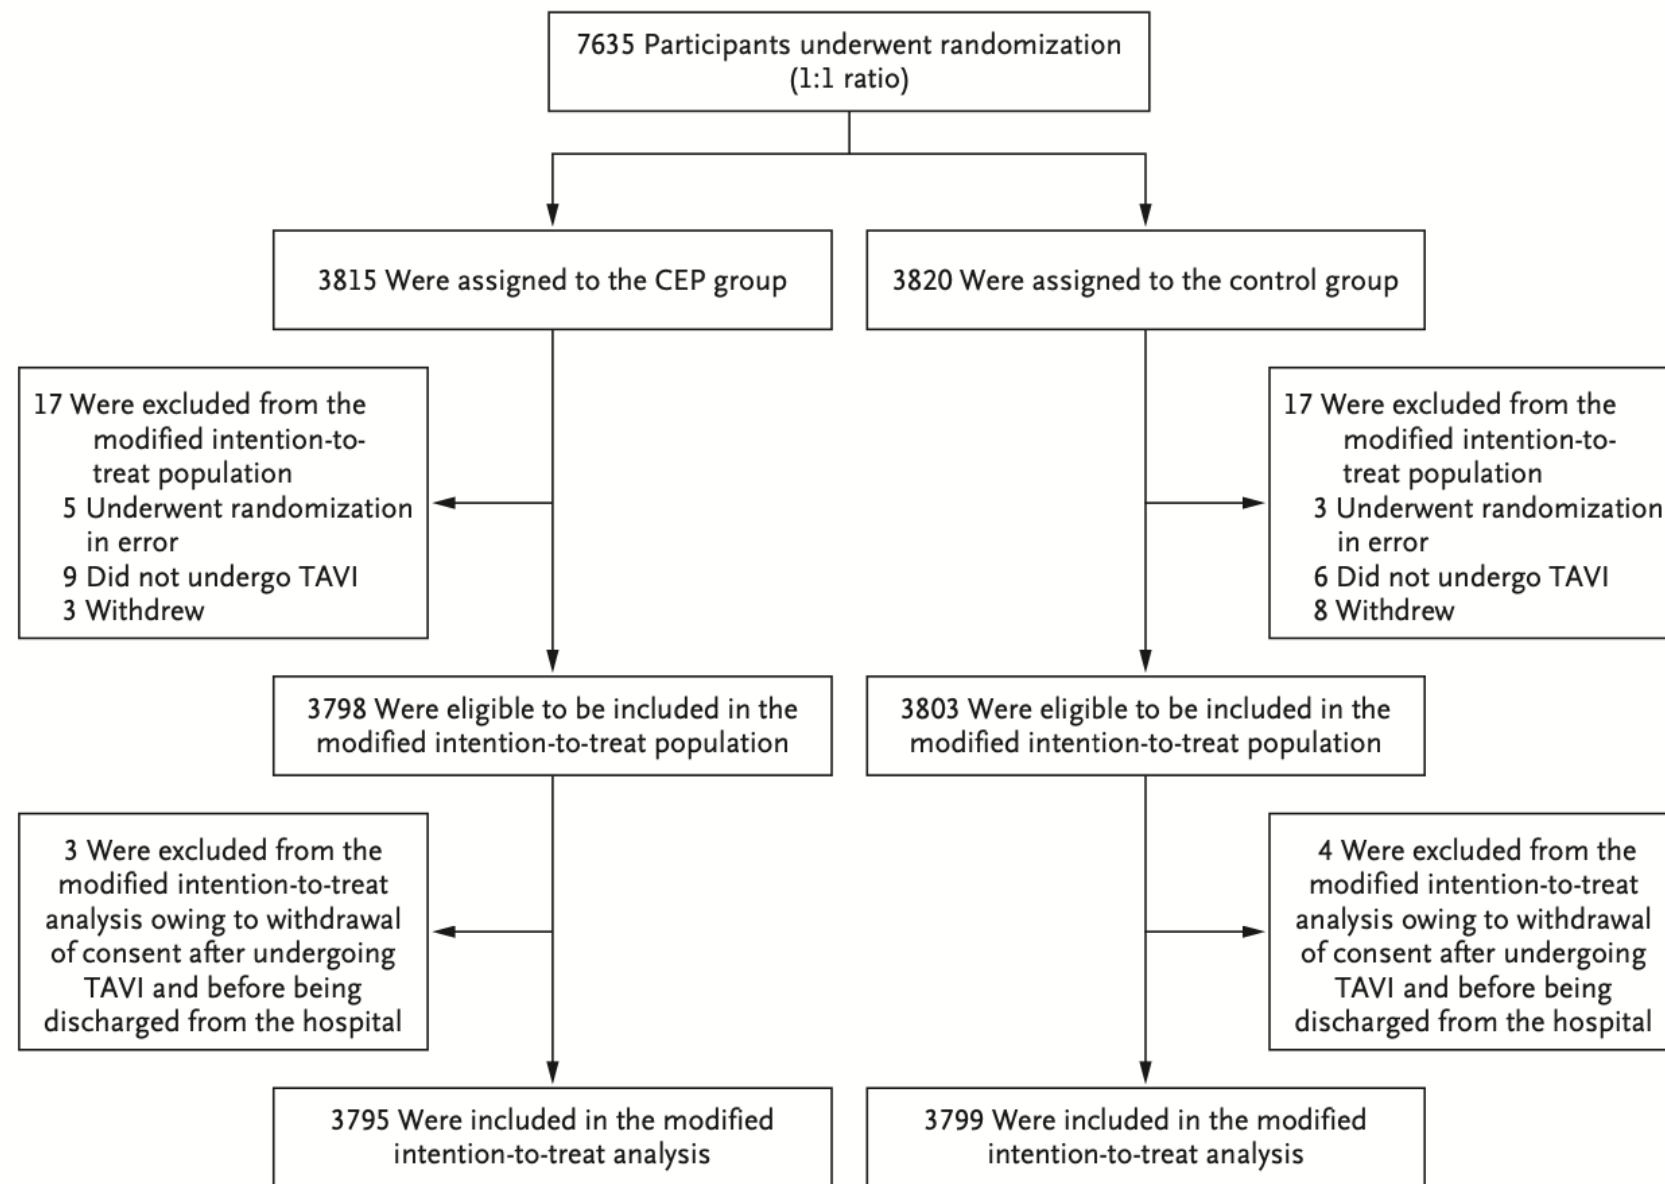 7635 Participants underwent randomization
(1:1 ratio)
3815 Were assigned to the CEP group
3820 Were assigned to the control group
17 Were excluded from the
modified intention-to-
treat population
5 Underwent randomization
in error
9 Did not undergo TAVI
3 Withdrew
17 Were excluded from the
modified intention-to-
treat population
3 Underwent randomization
in error
6 Did not undergo TAVI
8 Withdrew
3798 Were eligible to be included in the
modified intention-to-treat population
3803 Were eligible to be included in the
modified intention-to-treat population
3 Were excluded from the
modified intention-to-treat
analysis owing to withdrawal
of consent after undergoing
TAVI and before being
discharged from the hospital
4 Were excluded from the
modified intention-to-treat
analysis owing to withdrawal
of consent after undergoing
TAVI and before being
discharged from the hospital
3795 Were included in the modified
intention-to-treat analysis
3799 Were included in the modified
intention-to-treat analysis